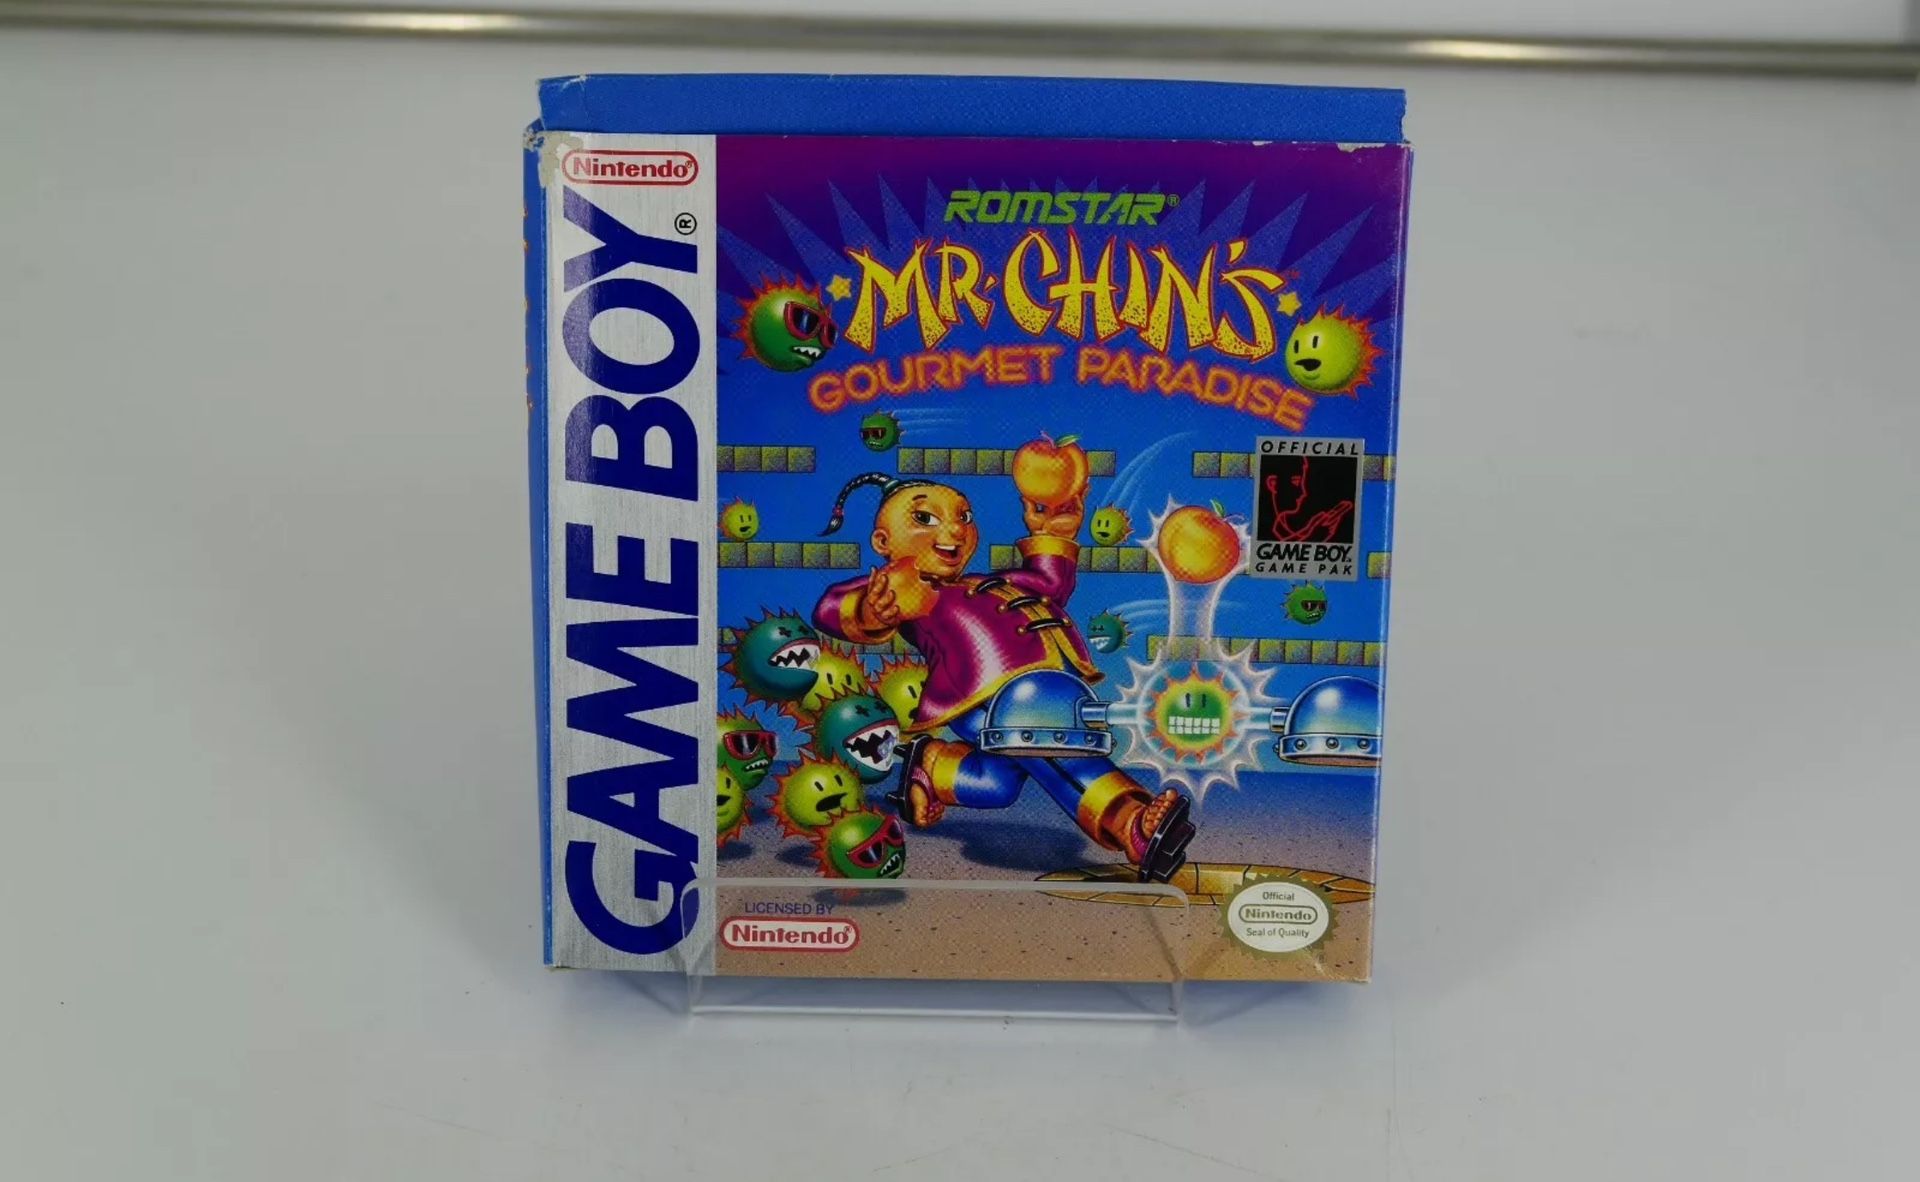 Nintendo®
GAME BOY®
ROMSTAR®
MR. CHIN'S™
GOURMET PARADISE
OFFICIAL
GAME BOY
GAME PAK
LICENSED BY
Nintendo®
Official
Nintendo
Seal of Quality